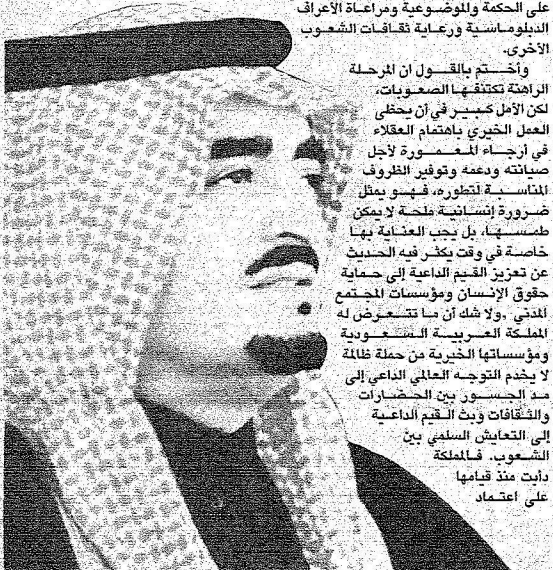 على الحكمة والموضوعية ومراعاة الأعراف
الدبلوماسية ورعاية ثقافات الشعوب
الأخرى.
وأختتم بالقول ان المرحلة
الراهنة تكتنفها الصعوبات،
لكن الأمل كبير في أن يحظى
العمل الخيري باهتمام العقلاء
في أرجاء المعمورة لأجل
صيانته ودعمه وتوفير الظروف
المناسبة لتطوره، فهو يمثل
ضرورة إنسانية ملحة لا يمكن
طمسها، بل يجب العناية بها
خاصة في وقت يكثر فيه الحديث
عن تعزيز القيم الداعية إلى حماية
حقوق الإنسان ومؤسسات المجتمع
المدني .ولا شك أن ما تتعرض له
المملكة العربية السعودية
ومؤسساتها الخيرية من حملة ظالمة
لا يخدم التوجه العالمي الداعي إلى
مد الجسور بين الحضارات
والثقافات وبث القيم الداعية
إلى التعايش السلمي بين
الشعوب. فالمملكة
دأبت منذ قيامها
على اعتماد